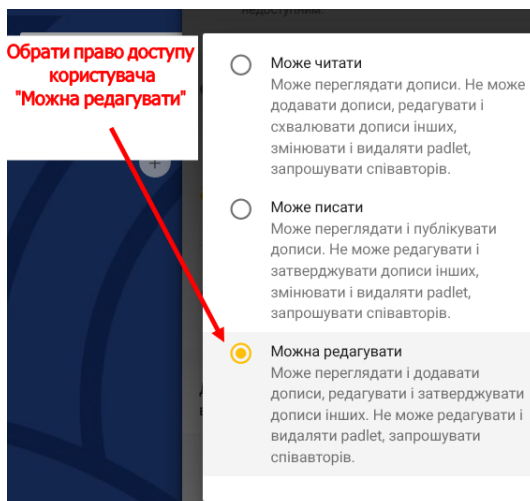 недоступним.
Обрати право доступу
користувача
"Можна редагувати"
Може читати
Може переглядати дописи. Не може
додавати дописи, редагувати і
схвалювати дописи інших,
змінювати і видаляти padlet,
запрошувати співавторів.
Може писати
Може переглядати і публікувати
дописи. Не може редагувати і
затверджувати дописи інших,
змінювати і видаляти padlet,
запрошувати співавторів.
Можна редагувати
Може переглядати і додавати
дописи, редагувати і затверджувати
дописи інших. Не може редагувати і
видаляти padlet, запрошувати
співавторів.